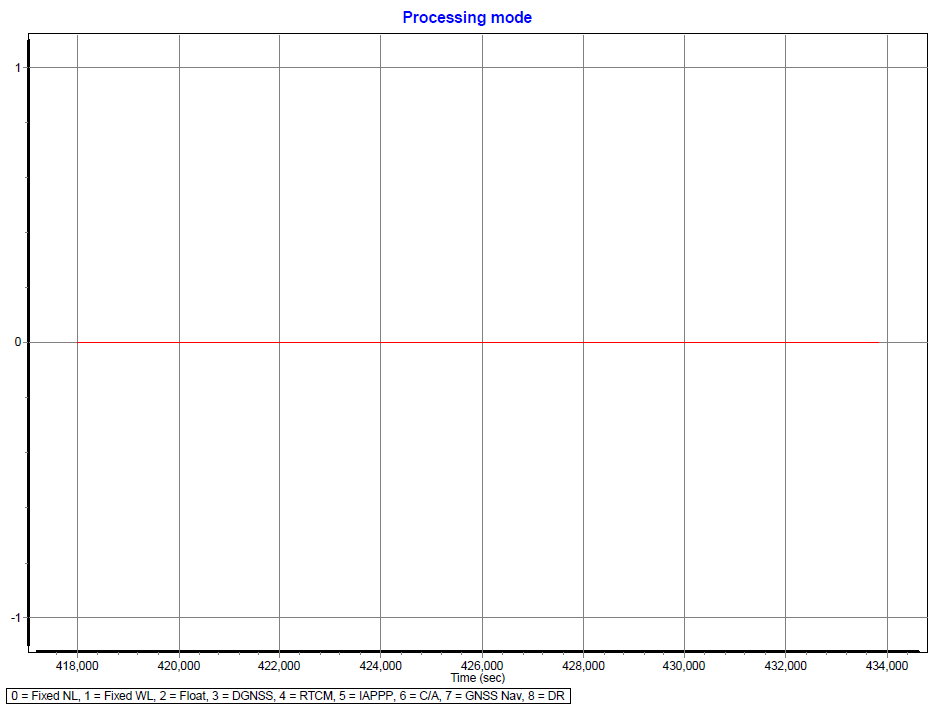 Processing mode
1
0
-1
418,000 420,000 422,000 424,000 426,000 428,000 430,000 432,000 434,000
Time (sec)
0 = Fixed NL, 1 = Fixed WL, 2 = Float, 3 = DGNSS, 4 = RTCM, 5 = IAPPP, 6 = C/A, 7 = GNSS Nav, 8 = DR